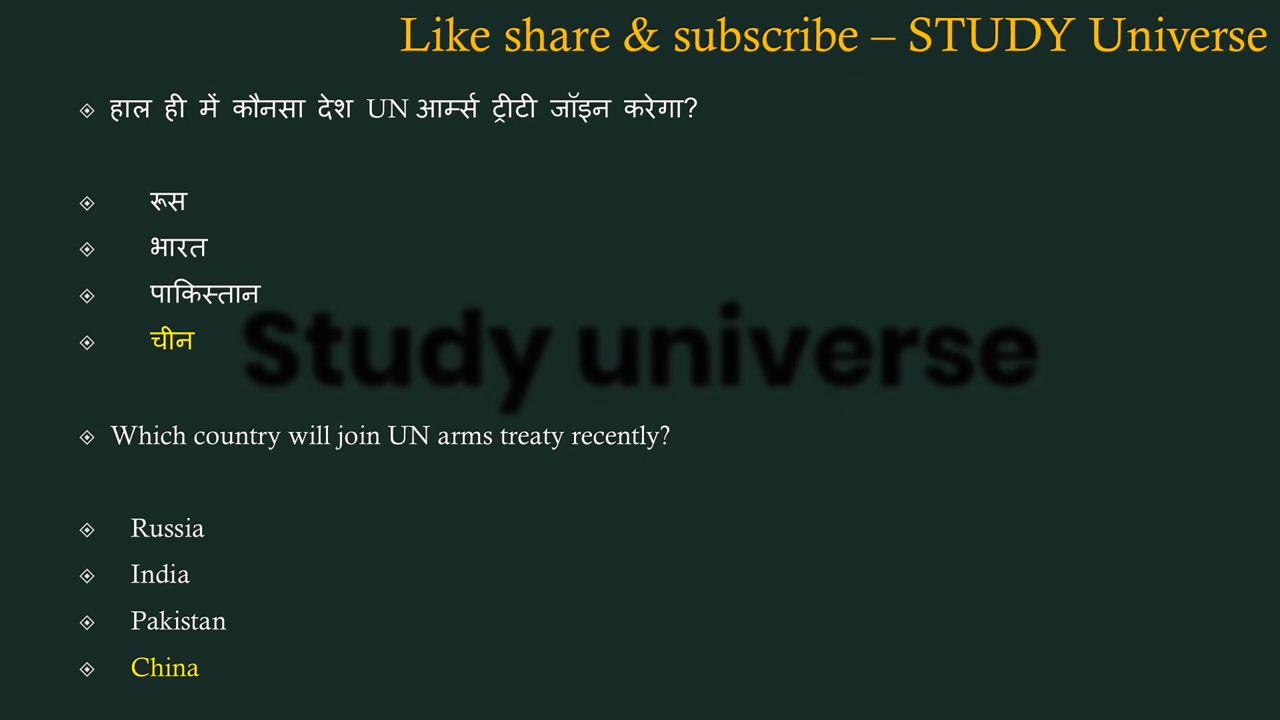 Like share & subscribe – STUDY Universe
हाल ही में कौनसा देश UN आर्म्स ट्रीटी जॉइन करेगा?
रूस
भारत
पाकिस्तान
चीन
Study universe
Which country will join UN arms treaty recently?
Russia
India
Pakistan
China